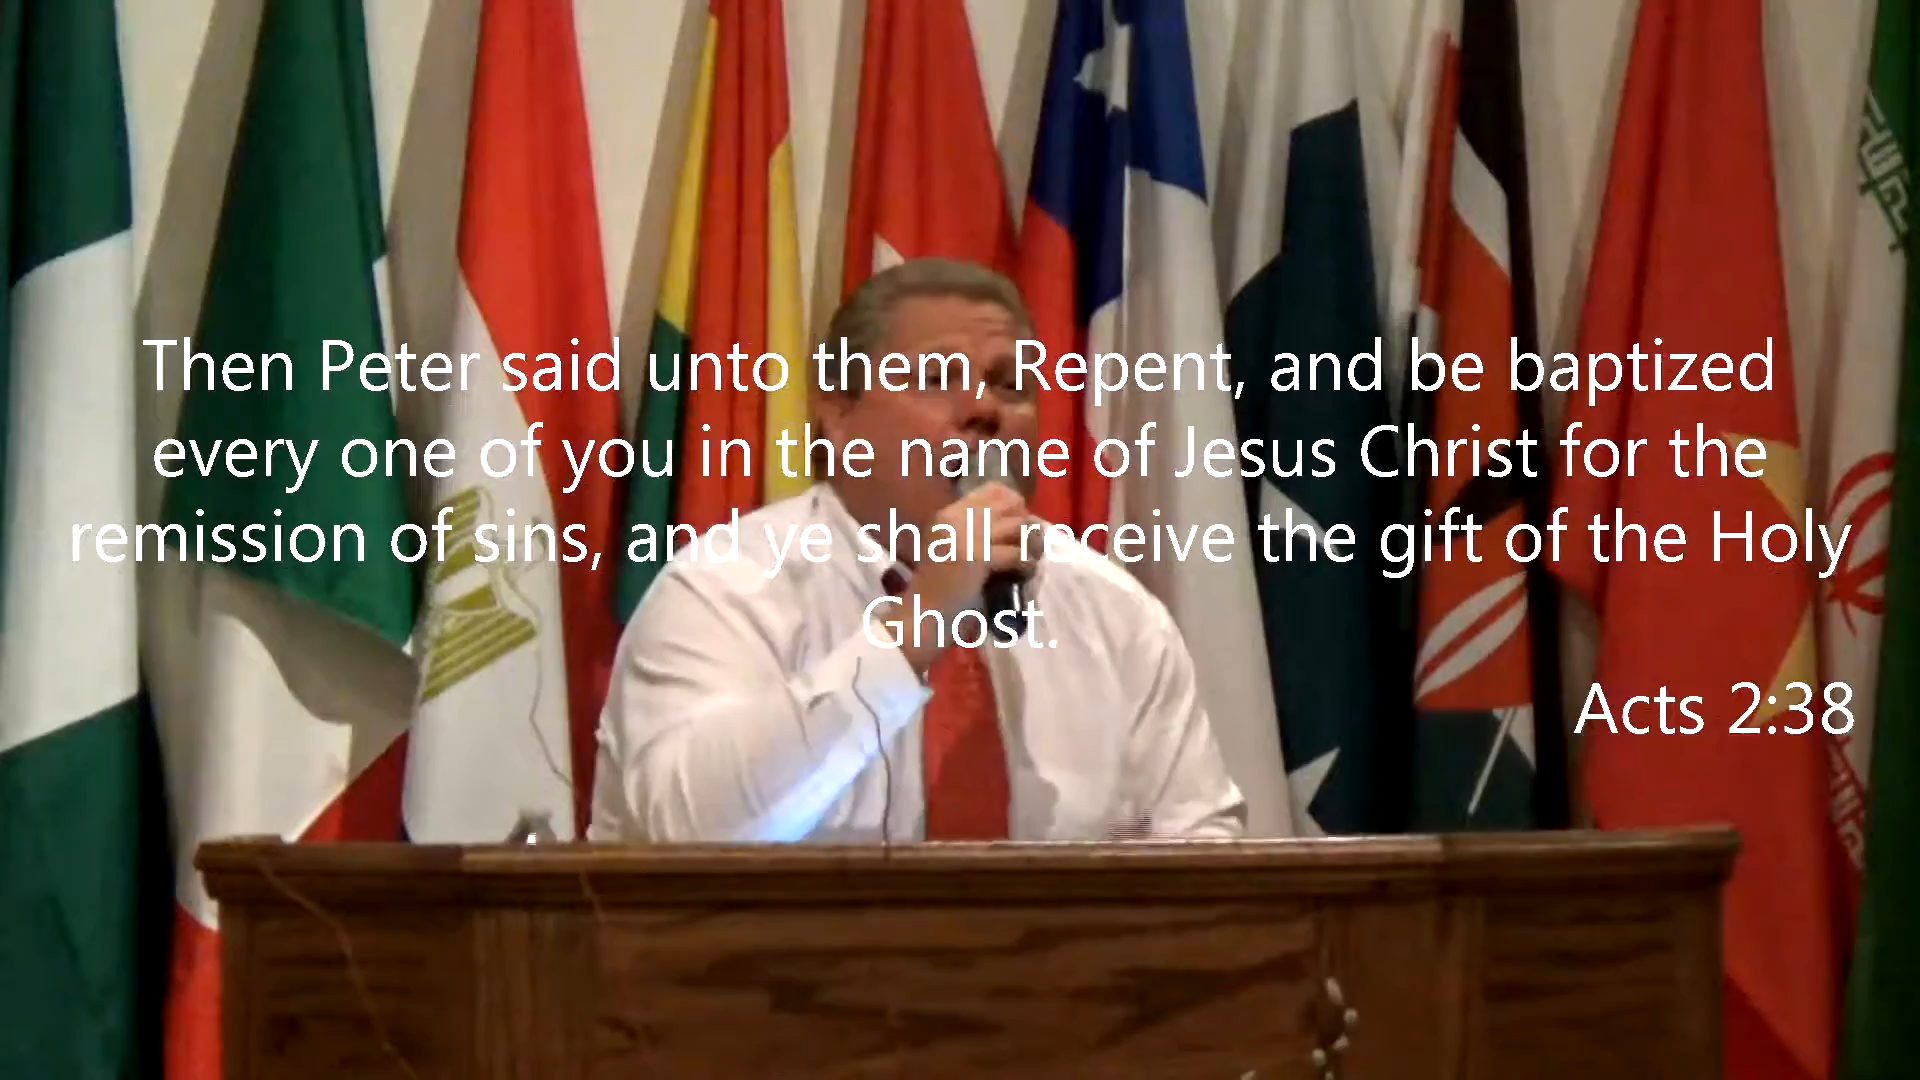 Then Peter said unto them, Repent, and be baptized
every one of you in the name of Jesus Christ for the
remission of sins, and ye shall receive the gift of the Holy
Ghost.
Acts 2:38